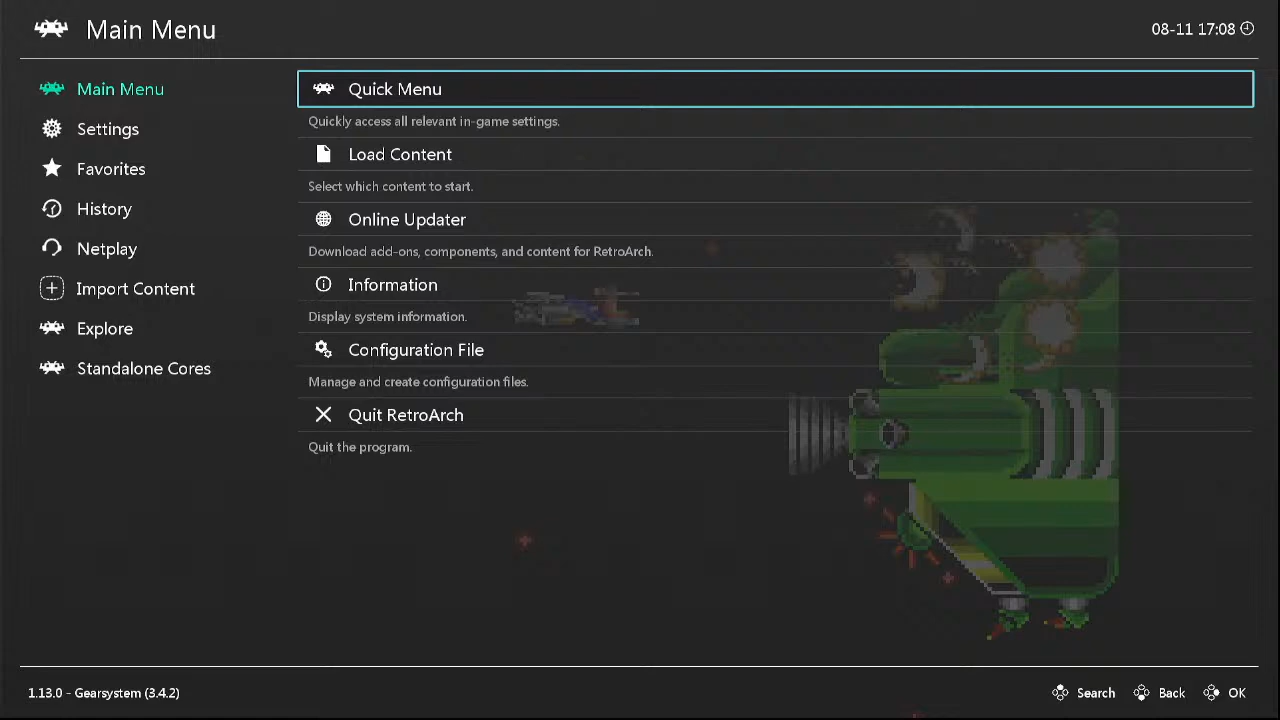 Main Menu
08-11 17:08
Main Menu
Settings
Favorites
History
Netplay
Import Content
Explore
Standalone Cores
Quick Menu
Quickly access all relevant in-game settings.
Load Content
Select which content to start.
Online Updater
Download add-ons, components, and content for RetroArch.
Information
Display system information.
Configuration File
Manage and create configuration files.
Quit RetroArch
Quit the program.
1.13.0 - Gearsystem (3.4.2)
Search
Back
OK